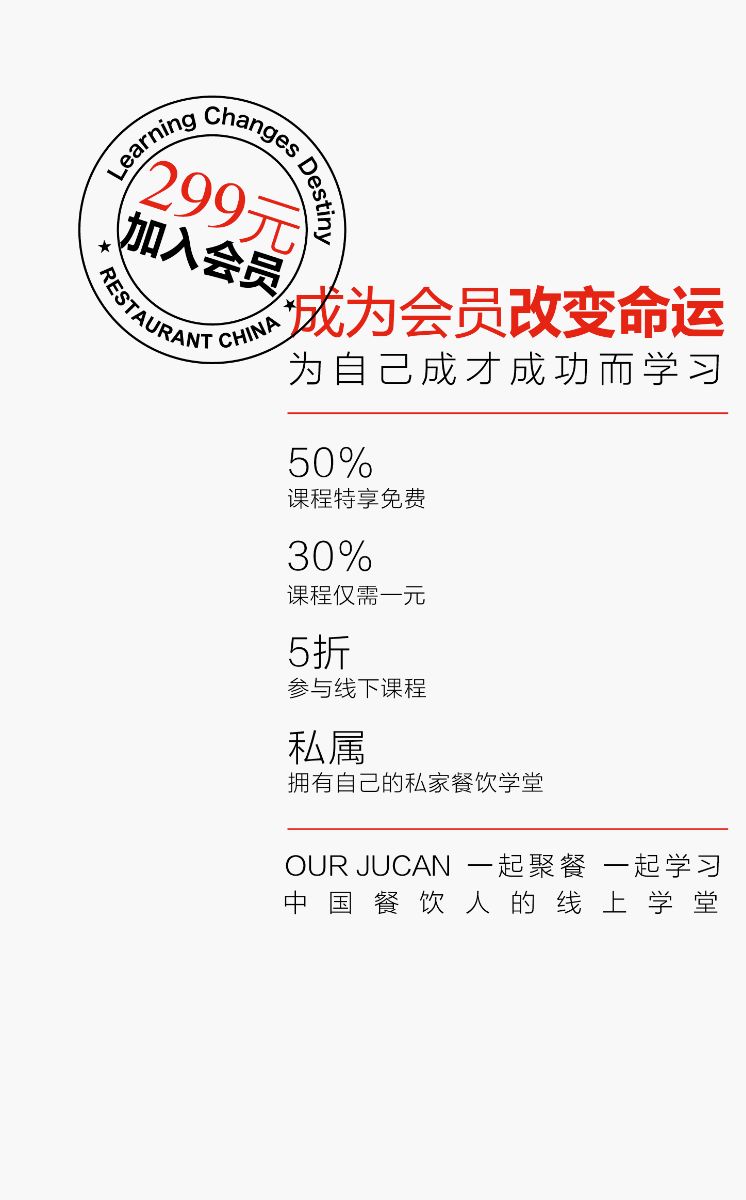 Learning Changes Destiny
299元
加入会员
★ RESTAURANT CHINA ★
成为会员改变命运
为自己成才成功而学习
50%
课程特享免费
30%
课程仅需一元
5折
参与线下课程
私属
拥有自己的私家餐饮学堂
OUR JUCAN 一起聚餐 一起学习
中国餐饮人的线上学堂